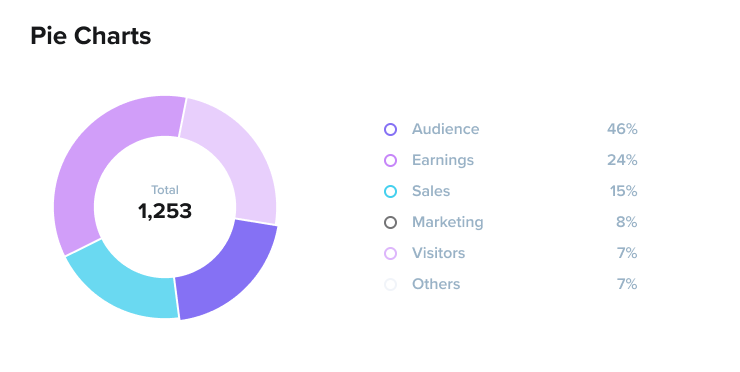 Pie Charts
Total
1,253
Audience 46%
Earnings 24%
Sales 15%
Marketing 8%
Visitors 7%
Others 7%